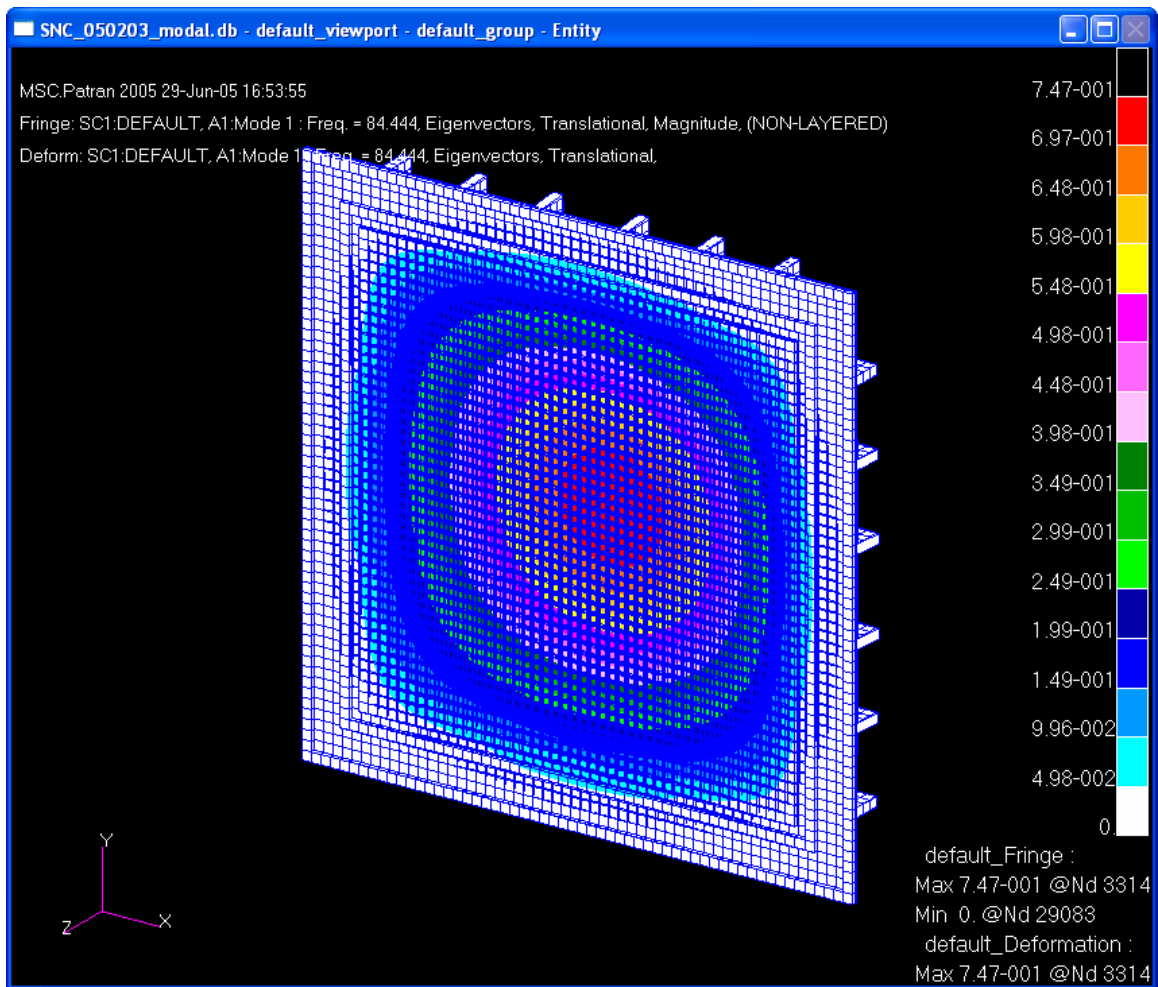 SNC_050203_modal.db - default_viewport - default_group - Entity
MSC.Patran 2005 29-Jun-05 16:53:55
Fringe: SC1:DEFAULT, A1:Mode 1 : Freq. = 84.444, Eigenvectors, Translational, Magnitude, (NON-LAYERED)
Deform: SC1:DEFAULT, A1:Mode 1 : Freq. = 84.444, Eigenvectors, Translational,
7.47-001
6.97-001
6.48-001
5.98-001
5.48-001
4.98-001
4.48-001
3.98-001
3.49-001
2.99-001
2.49-001
1.99-001
1.49-001
9.96-002
4.98-002
0.
default_Fringe :
Max 7.47-001 @Nd 3314
Min 0. @Nd 29083
default_Deformation :
Max 7.47-001 @Nd 3314
Y
Z
X